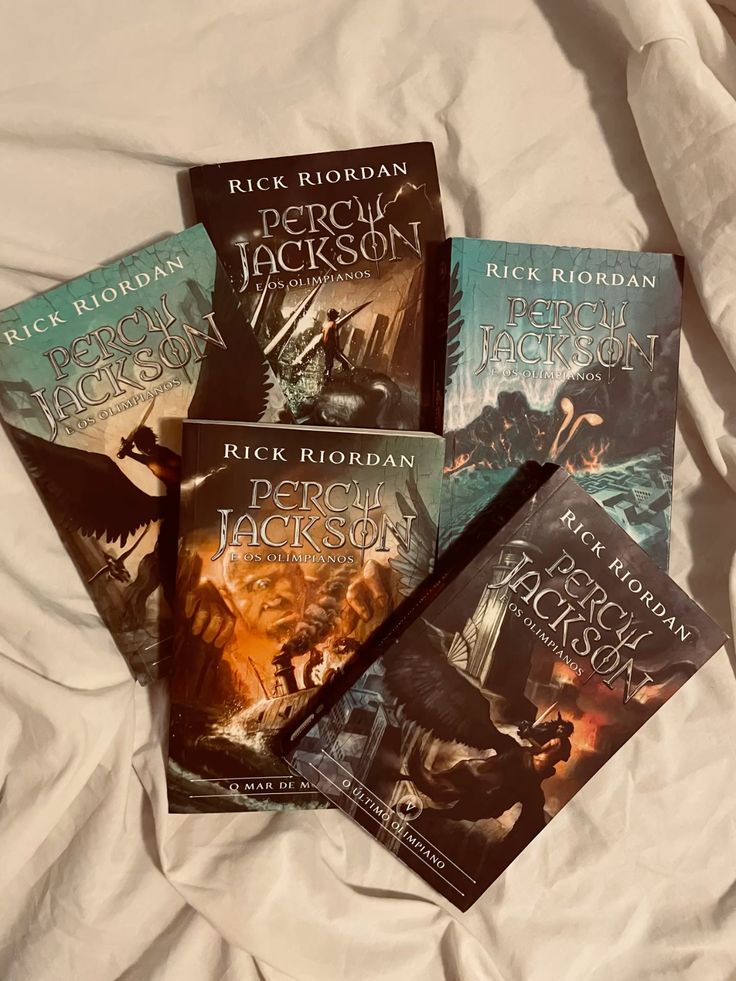 RICK RIORDAN
PERCY
JACKSON
E OS OLIMPIANOS
RICK RIORDAN
PERCY
JACKSON
E OS OLIMPIANOS
RICK RIORDAN
PERCY
JACKSON
E OS OLIMPIANOS
RICK RIORDAN
PERCY
JACKSON
E OS OLIMPIANOS
O MAR DE
RICK RIORDAN
PERCY
JACKSON
E OS OLIMPIANOS
V
O ÚLTIMO OLIMPIANO